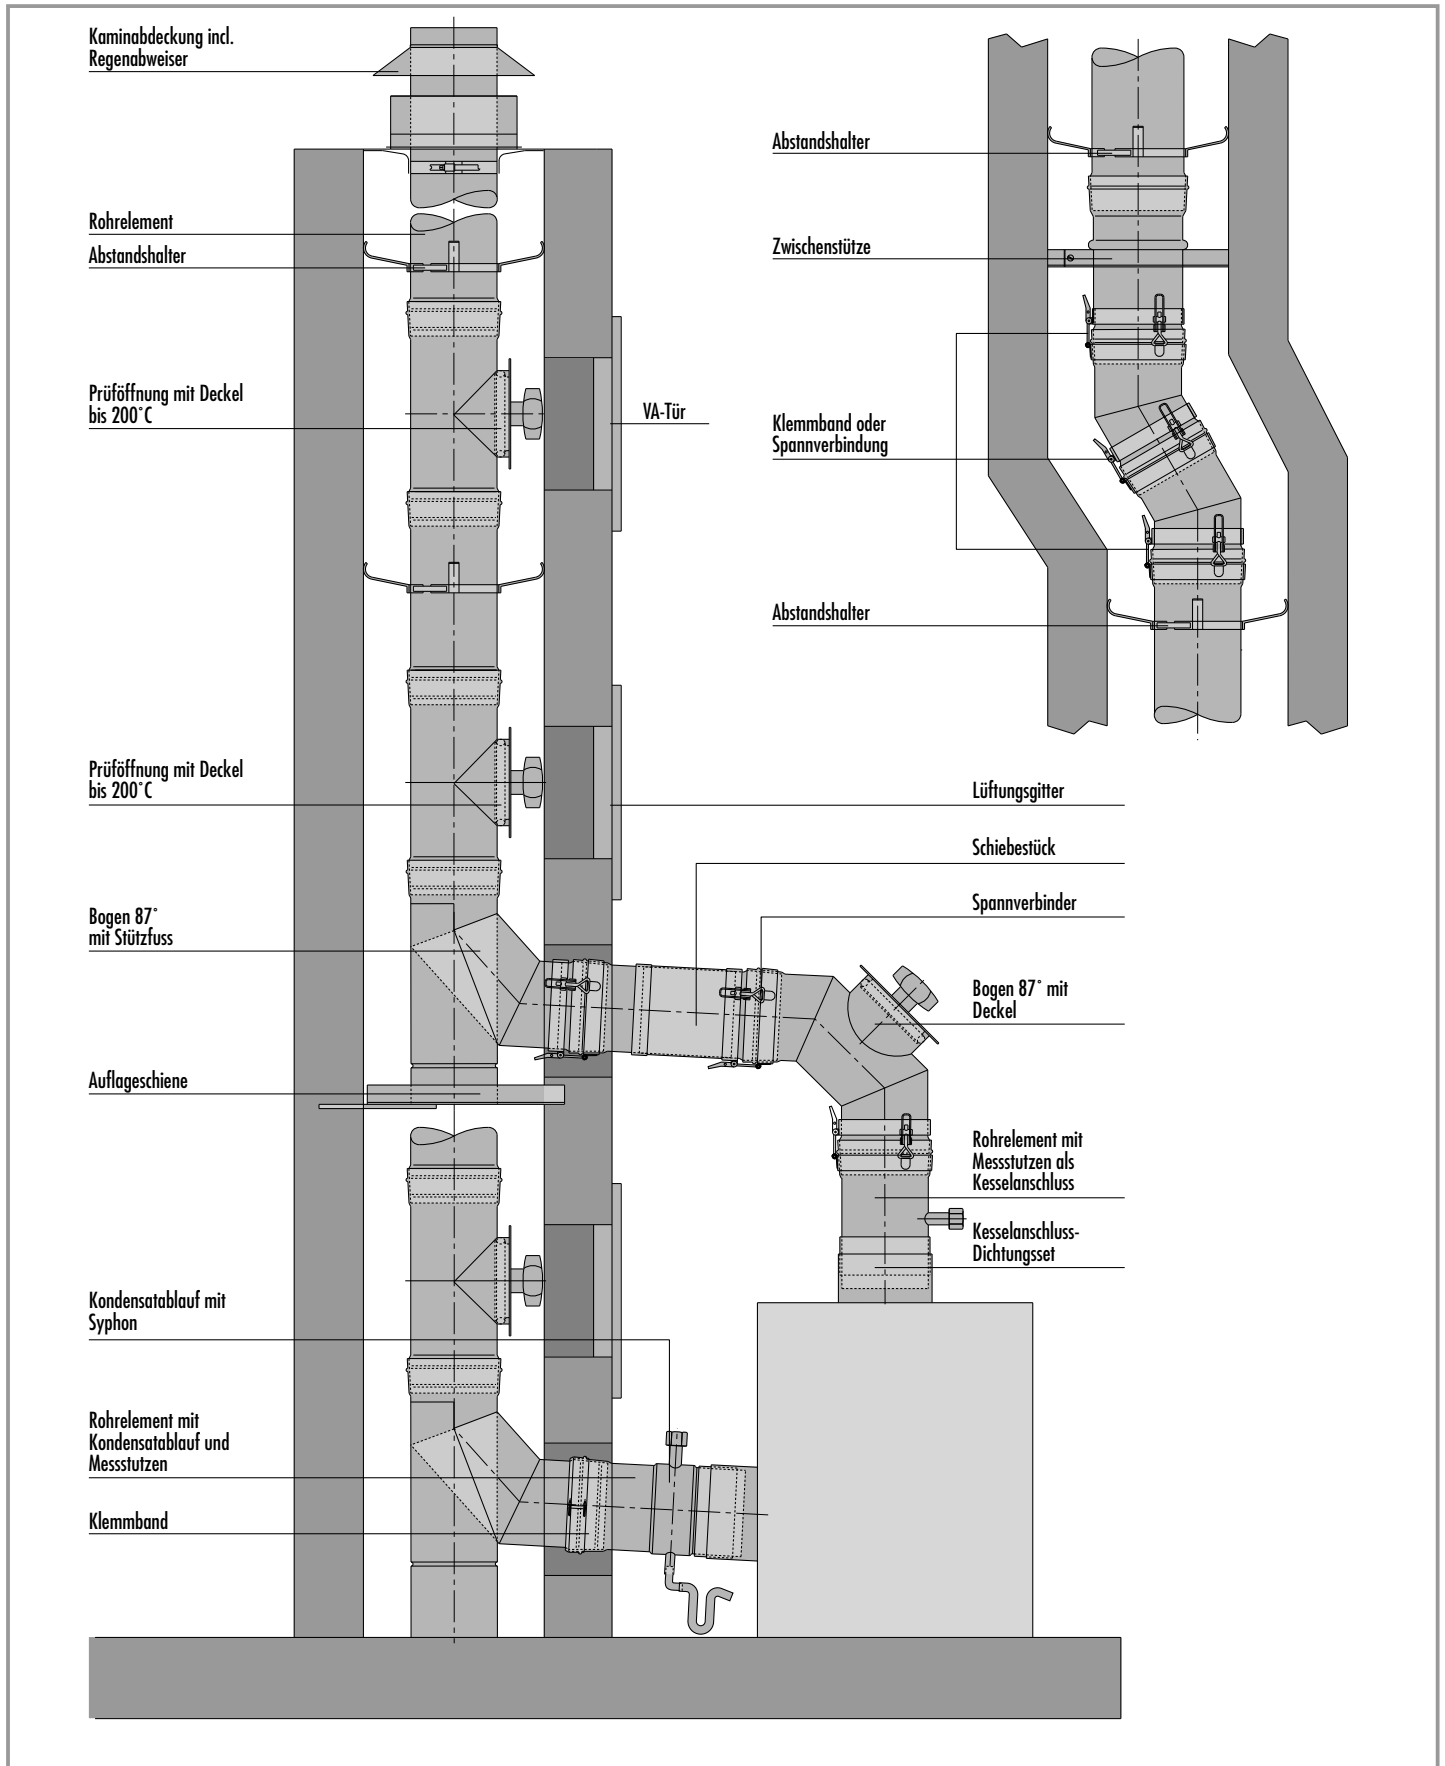 Kaminabdeckung incl.
Regenabweiser
Rohrelement
Abstandshalter
Prüföffnung mit Deckel
bis 200°C
VA-Tür
Prüföffnung mit Deckel
bis 200°C
Bogen 87°
mit Stützfuss
Auflageschiene
Kondensatablauf mit
Syphon
Rohrelement mit
Kondensatablauf und
Messstutzen
Klemmband
Abstandshalter
Zwischenstütze
Klemmband oder
Spannverbindung
Abstandshalter
Lüftungsgitter
Schiebestück
Spannverbinder
Bogen 87° mit
Deckel
Rohrelement mit
Messstutzen als
Kesselanschluss
Kesselanschluss-
Dichtungsset